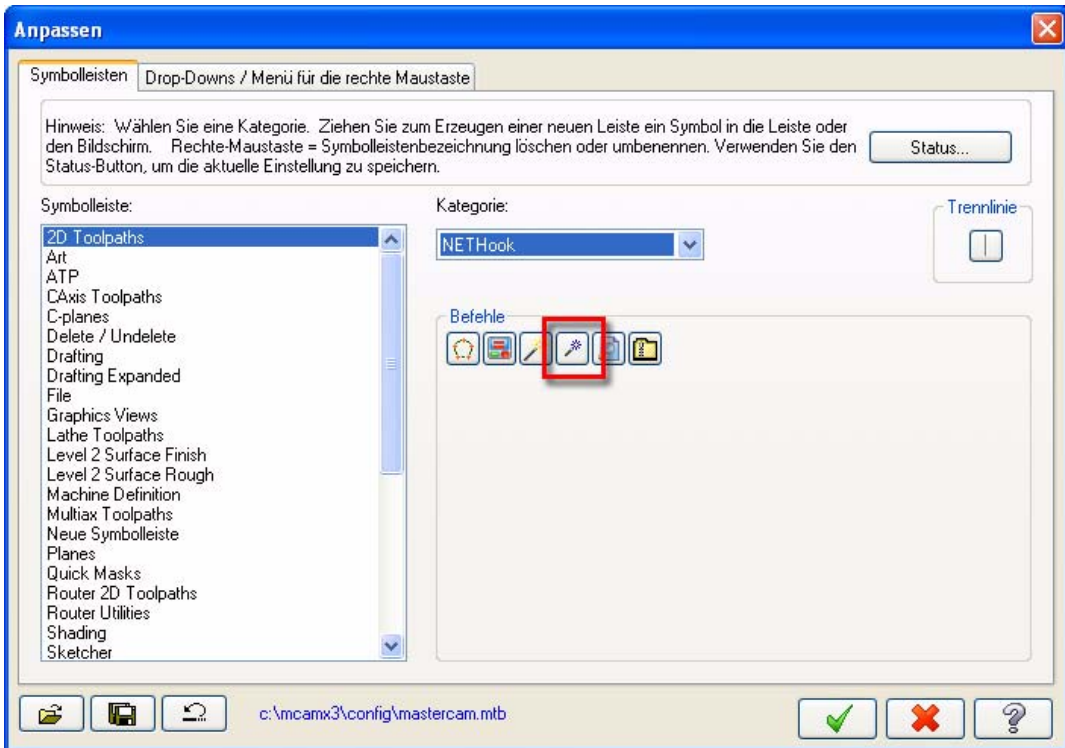 Anpassen
Symbolleisten
Drop-Downs / Menü für die rechte Maustaste
Hinweis: Wählen Sie eine Kategorie. Ziehen Sie zum Erzeugen einer neuen Leiste ein Symbol in die Leiste oder
den Bildschirm. Rechte-Maustaste = Symbolleistenbezeichnung löschen oder umbenennen. Verwenden Sie den
Status-Button, um die aktuelle Einstellung zu speichern.
Status...
Symbolleiste:
2D Toolpaths
Art
ATP
CAxis Toolpaths
C-planes
Delete / Undelete
Drafting
Drafting Expanded
File
Graphics Views
Lathe Toolpaths
Level 2 Surface Finish
Level 2 Surface Rough
Machine Definition
Multiax Toolpaths
Neue Symbolleiste
Planes
Quick Masks
Router 2D Toolpaths
Router Utilities
Shading
Sketcher
Kategorie:
NETHook
Trennlinie
Befehle
c:\mcamx3\config\mastercam.mtb